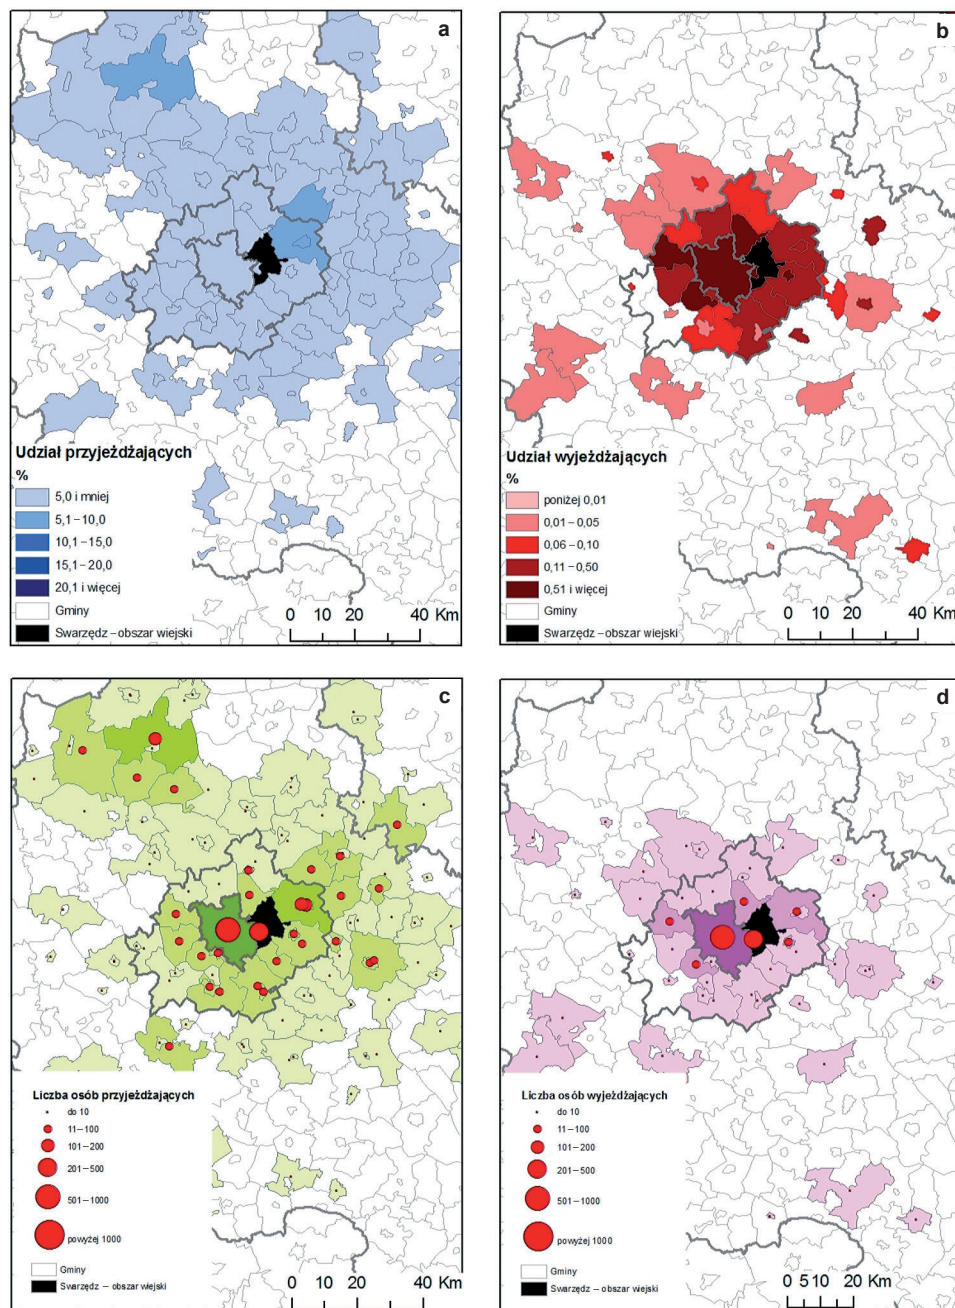 a
Udział przyjeżdżających
%
5,0 i mniej
5,1 – 10,0
10,1 – 15,0
15,1 – 20,0
20,1 i więcej
Gminy
Swarzędz – obszar wiejski
0 10 20 40 Km
b
Udział wyjeżdżających
%
poniżej 0,01
0,01 – 0,05
0,06 – 0,10
0,11 – 0,50
0,51 i więcej
Gminy
Swarzędz – obszar wiejski
0 10 20 40 Km
c
Liczba osób przyjeżdżających
do 10
11 – 100
101 – 200
201 – 500
501 – 1000
powyżej 1000
Gminy
Swarzędz – obszar wiejski
0 10 20 40 Km
d
Liczba osób wyjeżdżających
do 10
11 – 100
101 – 200
201 – 500
501 – 1000
powyżej 1000
Gminy
Swarzędz – obszar wiejski
0 5 10 20 Km